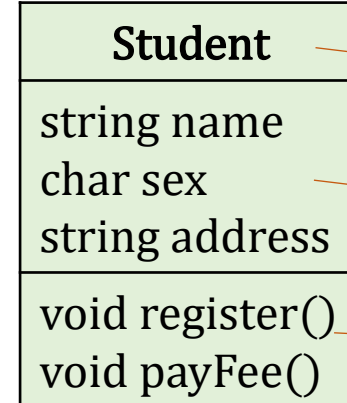 Student
string name
char sex
string address
void register()
void payFee()